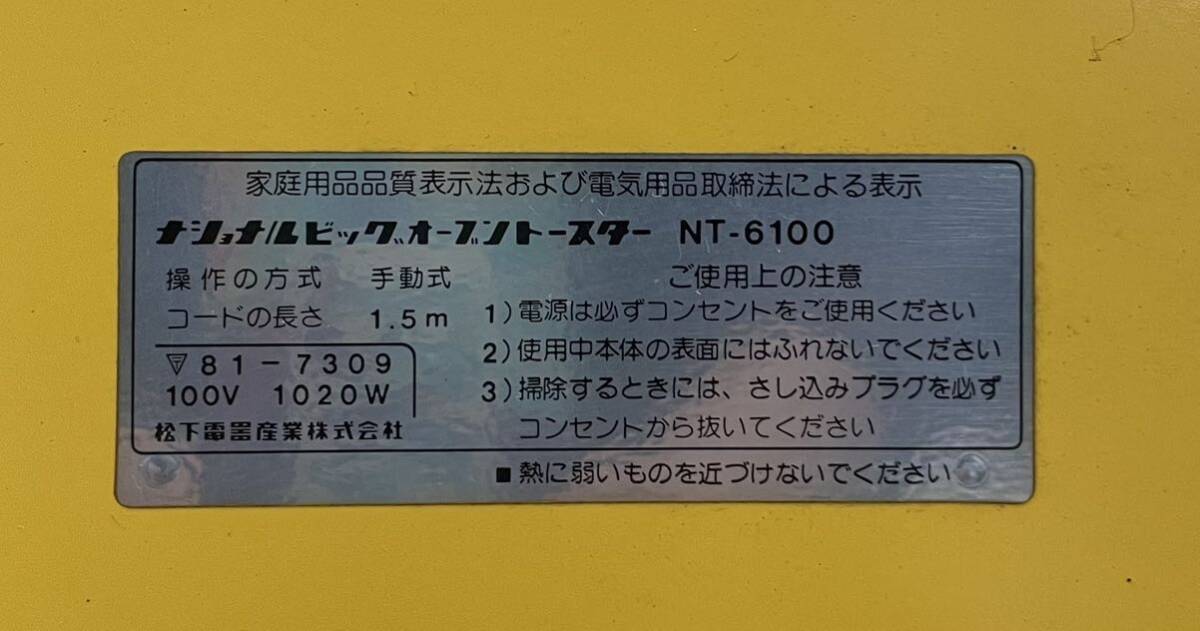 家庭用品品質表示法および電気用品取締法による表示
ナショナルビッグオーブントースター NT-6100
操作の方式 手動式
コードの長さ 1.5m
▽81-7309
100V 1020W
松下電器産業株式会社
ご使用上の注意
1)電源は必ずコンセントをご使用ください
2)使用中本体の表面にはふれないでください
3)掃除するときには、さし込みプラグを必ず
コンセントから抜いてください
■熱に弱いものを近づけないでください